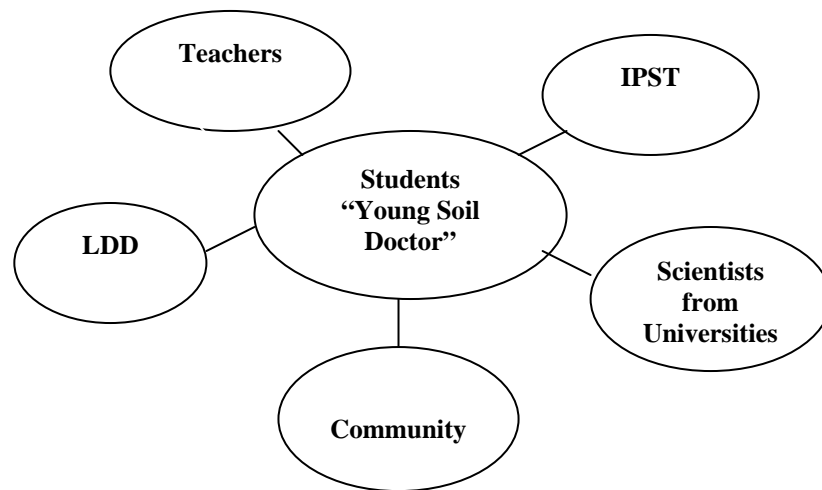 Teachers
IPST
Students
“Young Soil
Doctor”
LDD
Scientists
from
Universities
Community